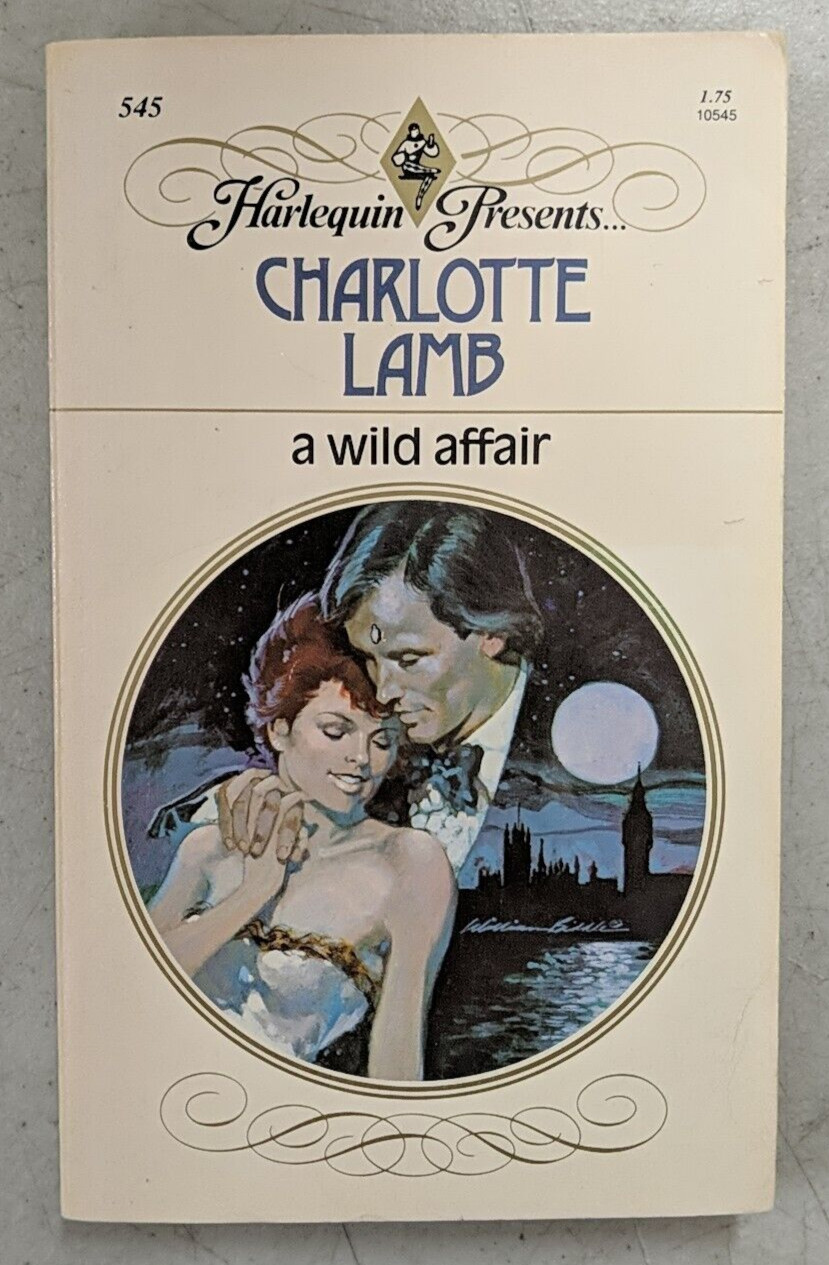 545
1.75
10545
Harlequin Presents...
CHARLOTTE
LAMB
a wild affair